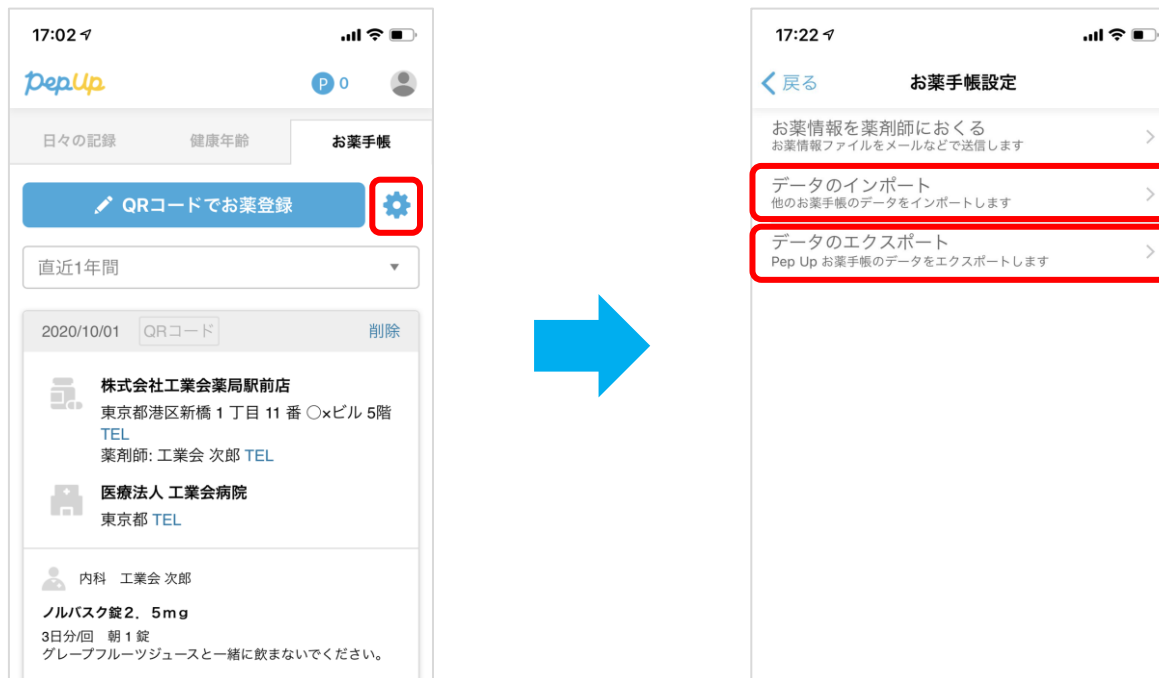 17:02
PepUp
P 0
日々の記録 健康年齢 お薬手帳
QRコードでお薬登録
直近1年間
2020/10/01 QRコード 削除
株式会社工業会薬局駅前店
東京都港区新橋 1 丁目 11 番 ○×ビル 5階
TEL
薬剤師: 工業会 次郎 TEL
医療法人 工業会病院
東京都 TEL
内科 工業会 次郎
ノルバスク錠2．5mg
3日分/回 朝 1 錠
グレープフルーツジュースと一緒に飲まないでください。
17:22
戻る お薬手帳設定
お薬情報を薬剤師におくる
お薬情報ファイルをメールなどで送信します
データのインポート
他のお薬手帳のデータをインポートします
データのエクスポート
Pep Up お薬手帳のデータをエクスポートします